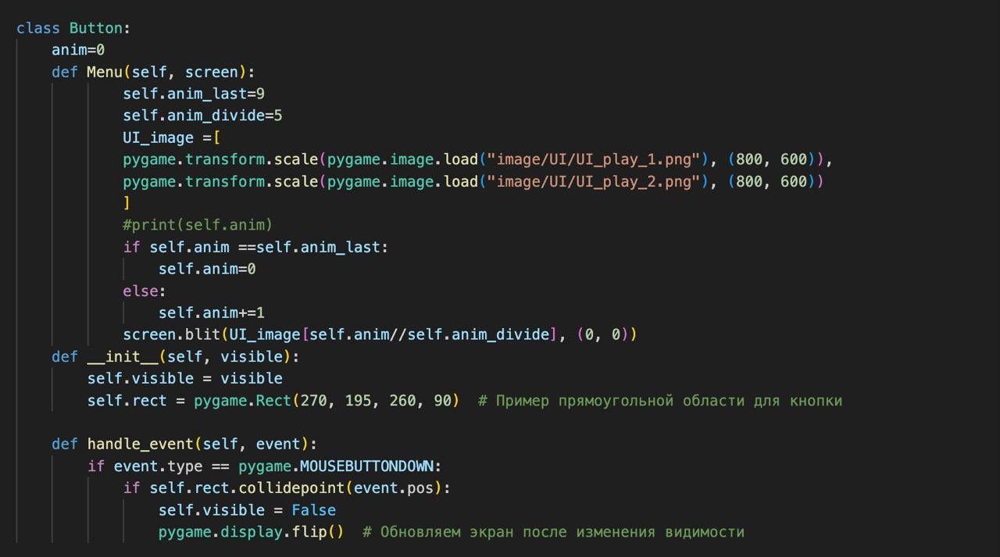 class Button:
    anim=0
    def Menu(self, screen):
            self.anim_last=9
            self.anim_divide=5
            UI_image =[
            pygame.transform.scale(pygame.image.load("image/UI/UI_play_1.png"), (800, 600)),
            pygame.transform.scale(pygame.image.load("image/UI/UI_play_2.png"), (800, 600))
            ]
            #print(self.anim)
            if self.anim ==self.anim_last:
                self.anim=0
            else:
                self.anim+=1
            screen.blit(UI_image[self.anim//self.anim_divide], (0, 0))
    def __init__(self, visible):
        self.visible = visible
        self.rect = pygame.Rect(270, 195, 260, 90)  # Пример прямоугольной области для кнопки

    def handle_event(self, event):
        if event.type == pygame.MOUSEBUTTONDOWN:
            if self.rect.collidepoint(event.pos):
                self.visible = False
                pygame.display.flip()  # Обновляем экран после изменения видимости